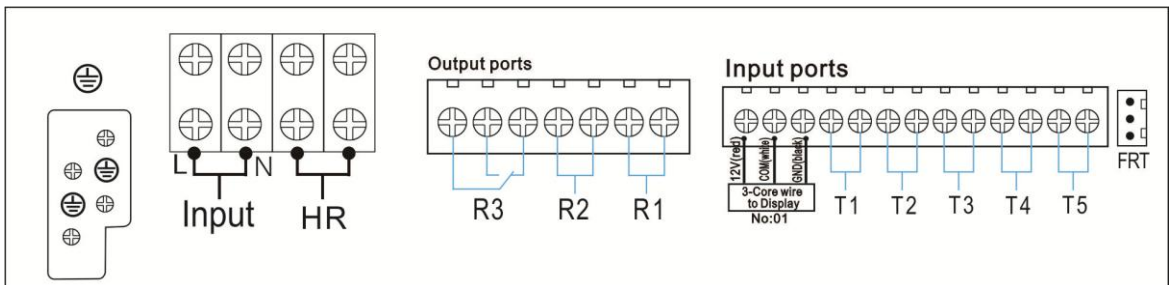 Output ports
Input ports
L N
Input HR
R3 R2 R1
12V(red)
COM(white)
GND(black)
3-Core wire
to Display
No:01
T1 T2 T3 T4 T5
FRT